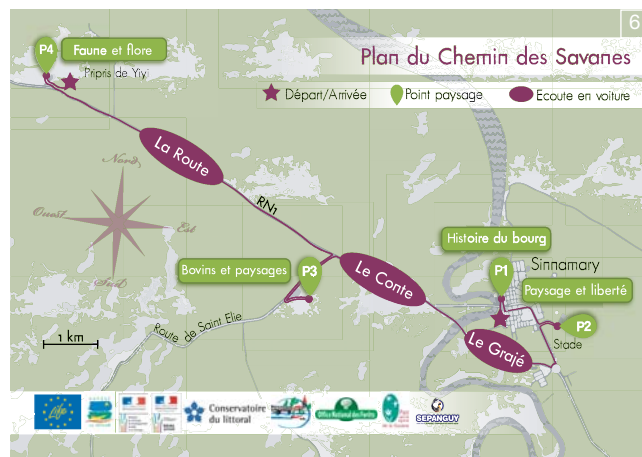 6
Plan du Chemin des Savanes
Départ/Arrivée
Point paysage
Ecoute en voiture
P4
Faune et flore
Pripris de Yiyi
La Route
Nord
Ouest
Est
Sud
RN1
Histoire du bourg
Bovins et paysages
P3
P1
Sinnamary
Le Conte
Paysage et liberté
P2
Stade
Route de Saint Elie
Le Grajé
1 km
Life
Conservatoire
du littoral
Office National des Forêts
SEPANGUY